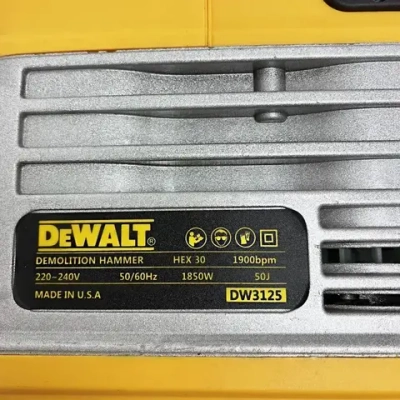 DEWALT®
DEMOLITION HAMMER HEX 30 1900bpm
220-240V 50/60Hz 1850W 50J
MADE IN U.S.A DW3125